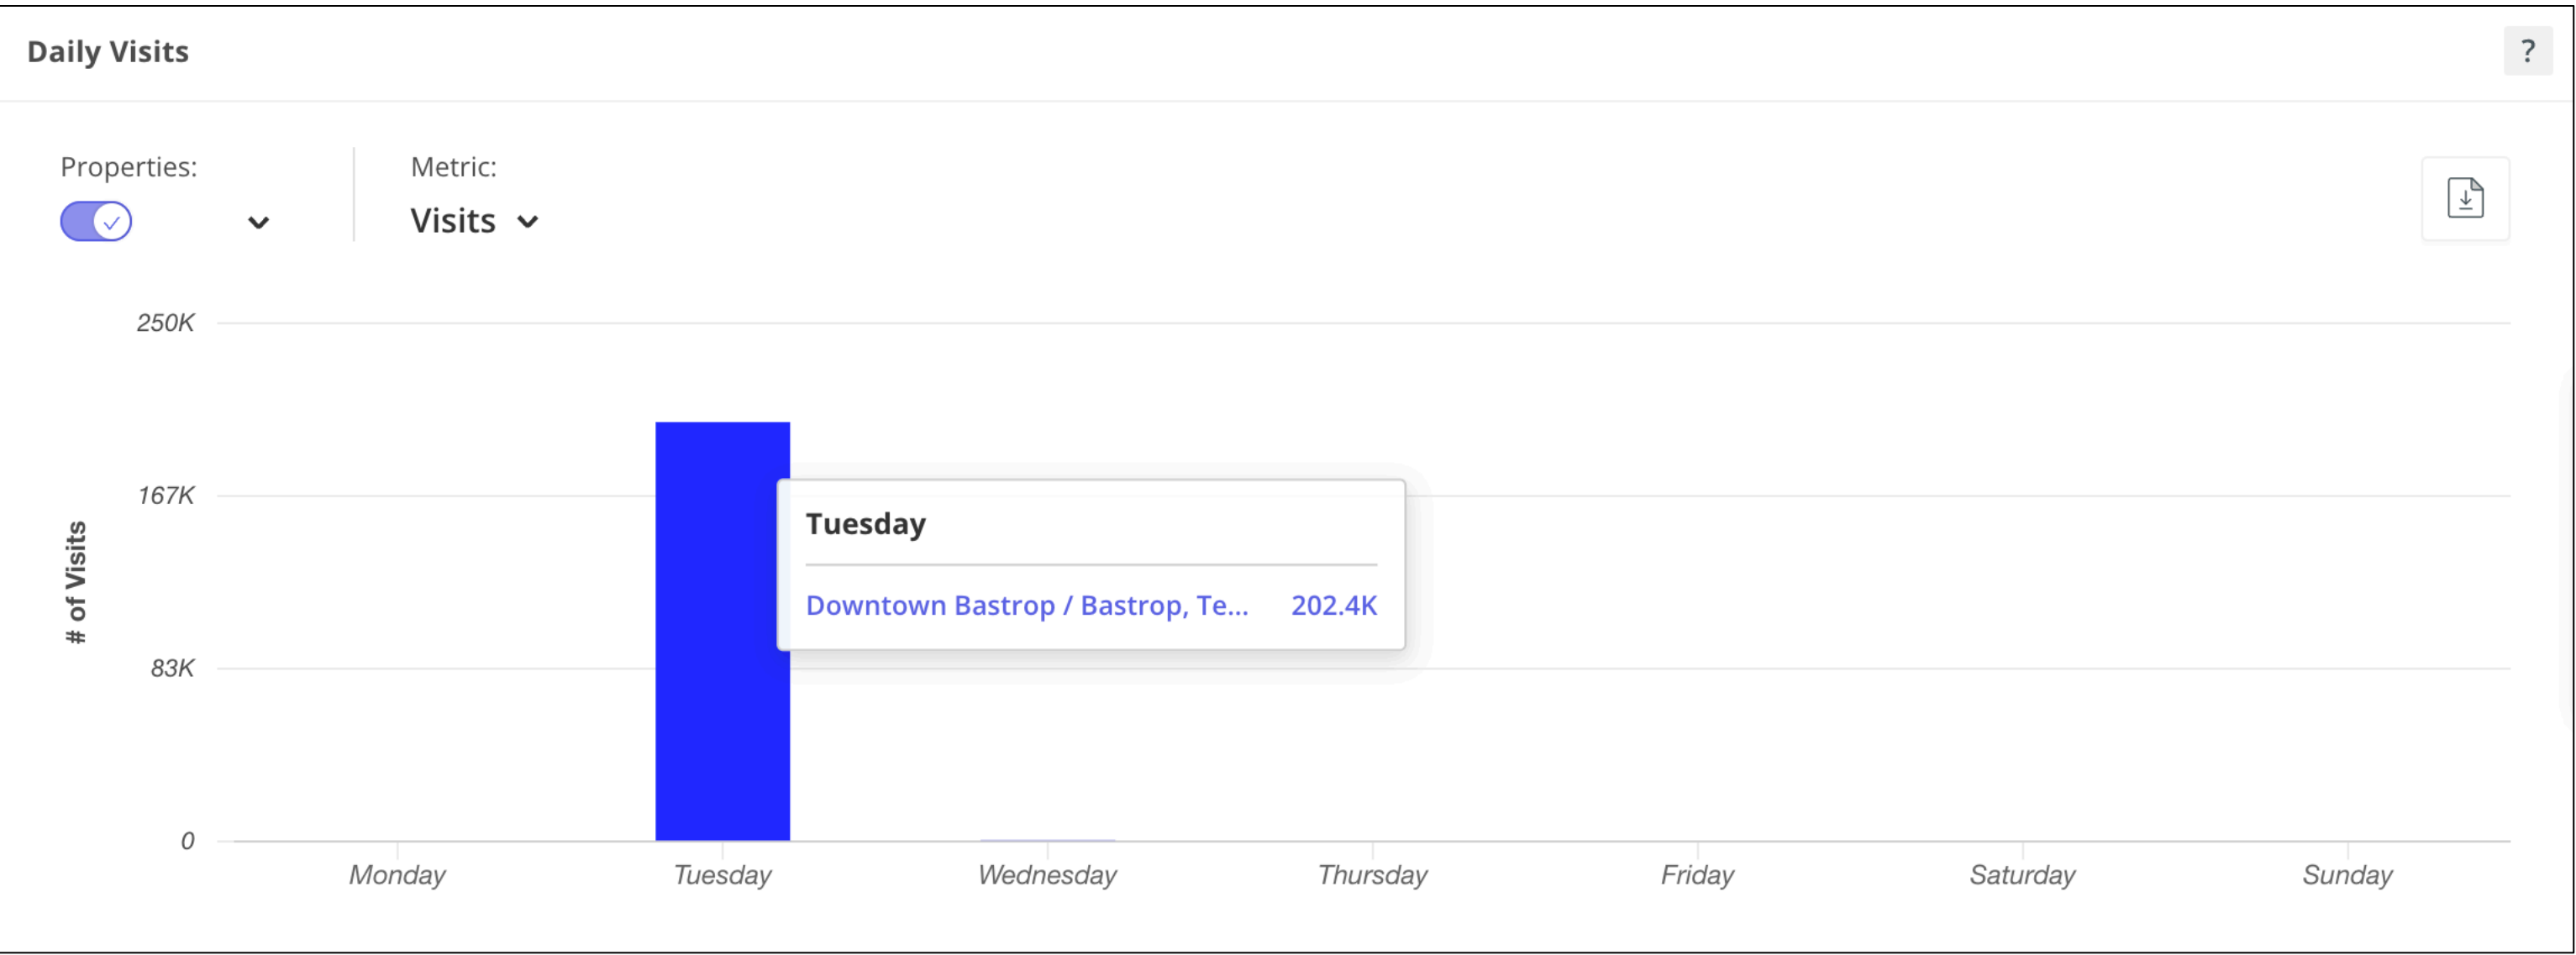 Daily Visits
?
Properties:
Metric:
Visits
250K
167K
83K
0
# of Visits
Tuesday
Downtown Bastrop / Bastrop, Te... 202.4K
Monday Tuesday Wednesday Thursday Friday Saturday Sunday